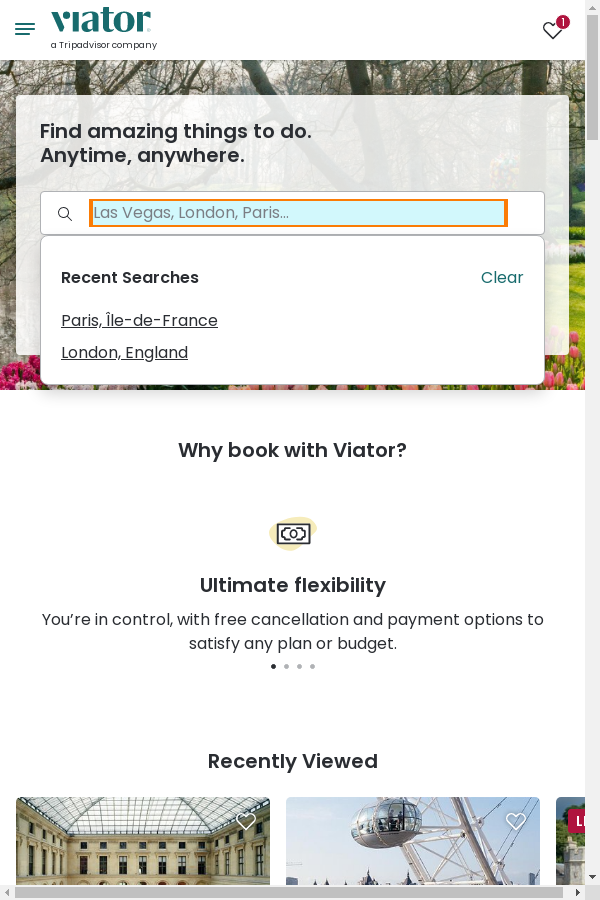 viator
a Tripadvisor company
1
Find amazing things to do.
Anytime, anywhere.
Las Vegas, London, Paris...
Recent Searches
Clear
Paris, Île-de-France
London, England
Why book with Viator?
Ultimate flexibility
You're in control, with free cancellation and payment options to
satisfy any plan or budget.
Recently Viewed